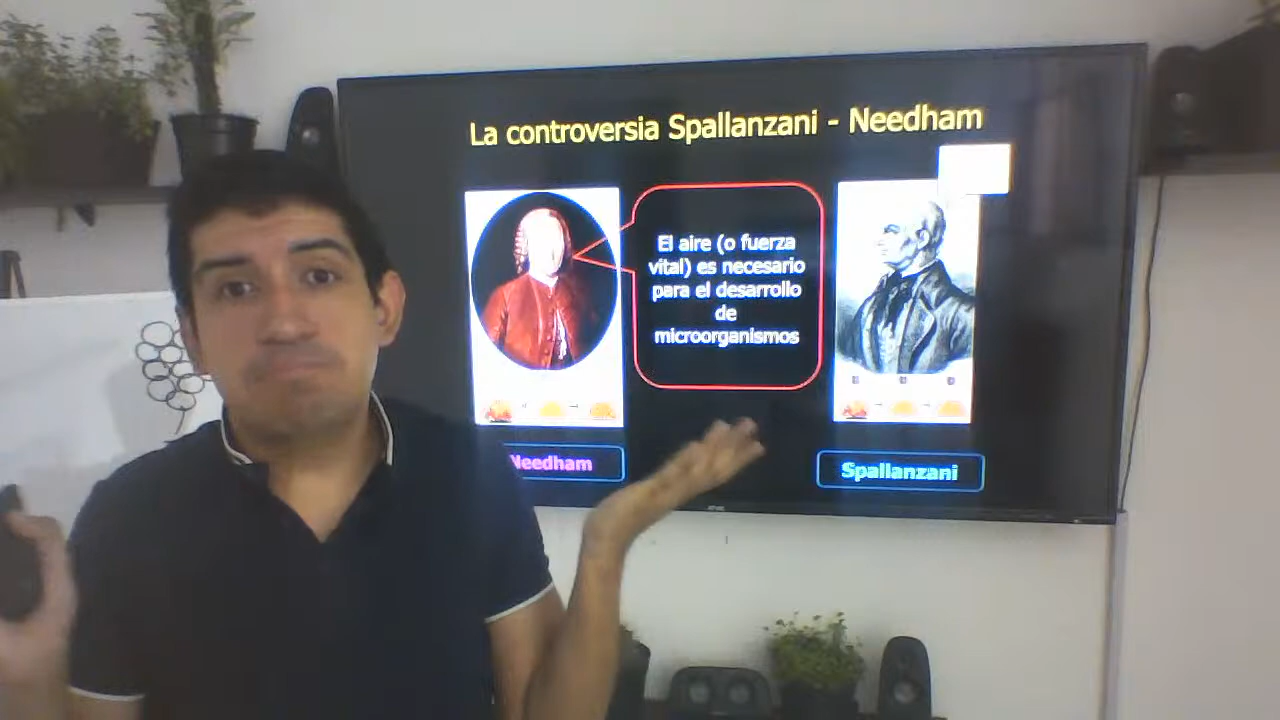 La controversia Spallanzani - Needham
El aire (o fuerza
vital) es necesario
para el desarrollo
de
microorganismos
Needham
Spallanzani